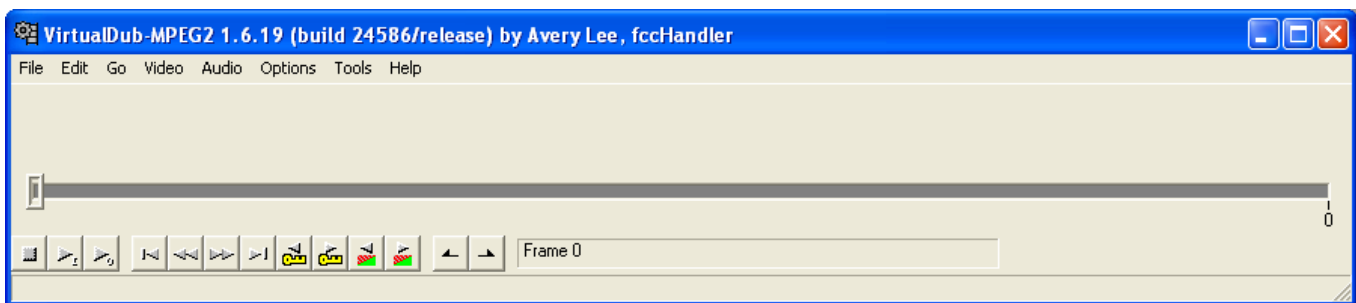 VirtualDub-MPEG2 1.6.19 (build 24586/release) by Avery Lee, fccHandler
File Edit Go Video Audio Options Tools Help
0
I O
Frame 0